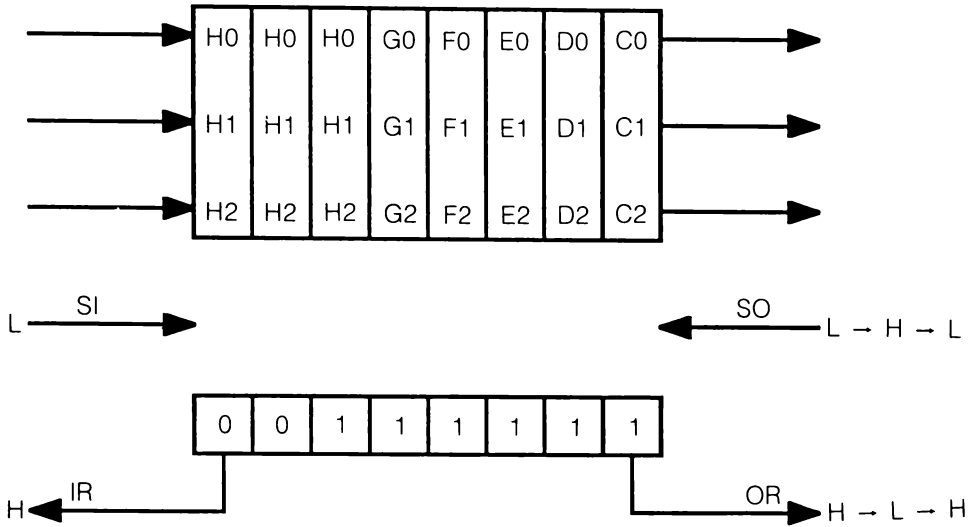 H0 H0 H0 G0 F0 E0 D0 C0
H1 H1 H1 G1 F1 E1 D1 C1
H2 H2 H2 G2 F2 E2 D2 C2
L SI SO L → H → L
0 0 1 1 1 1 1 1
H IR OR H → L → H